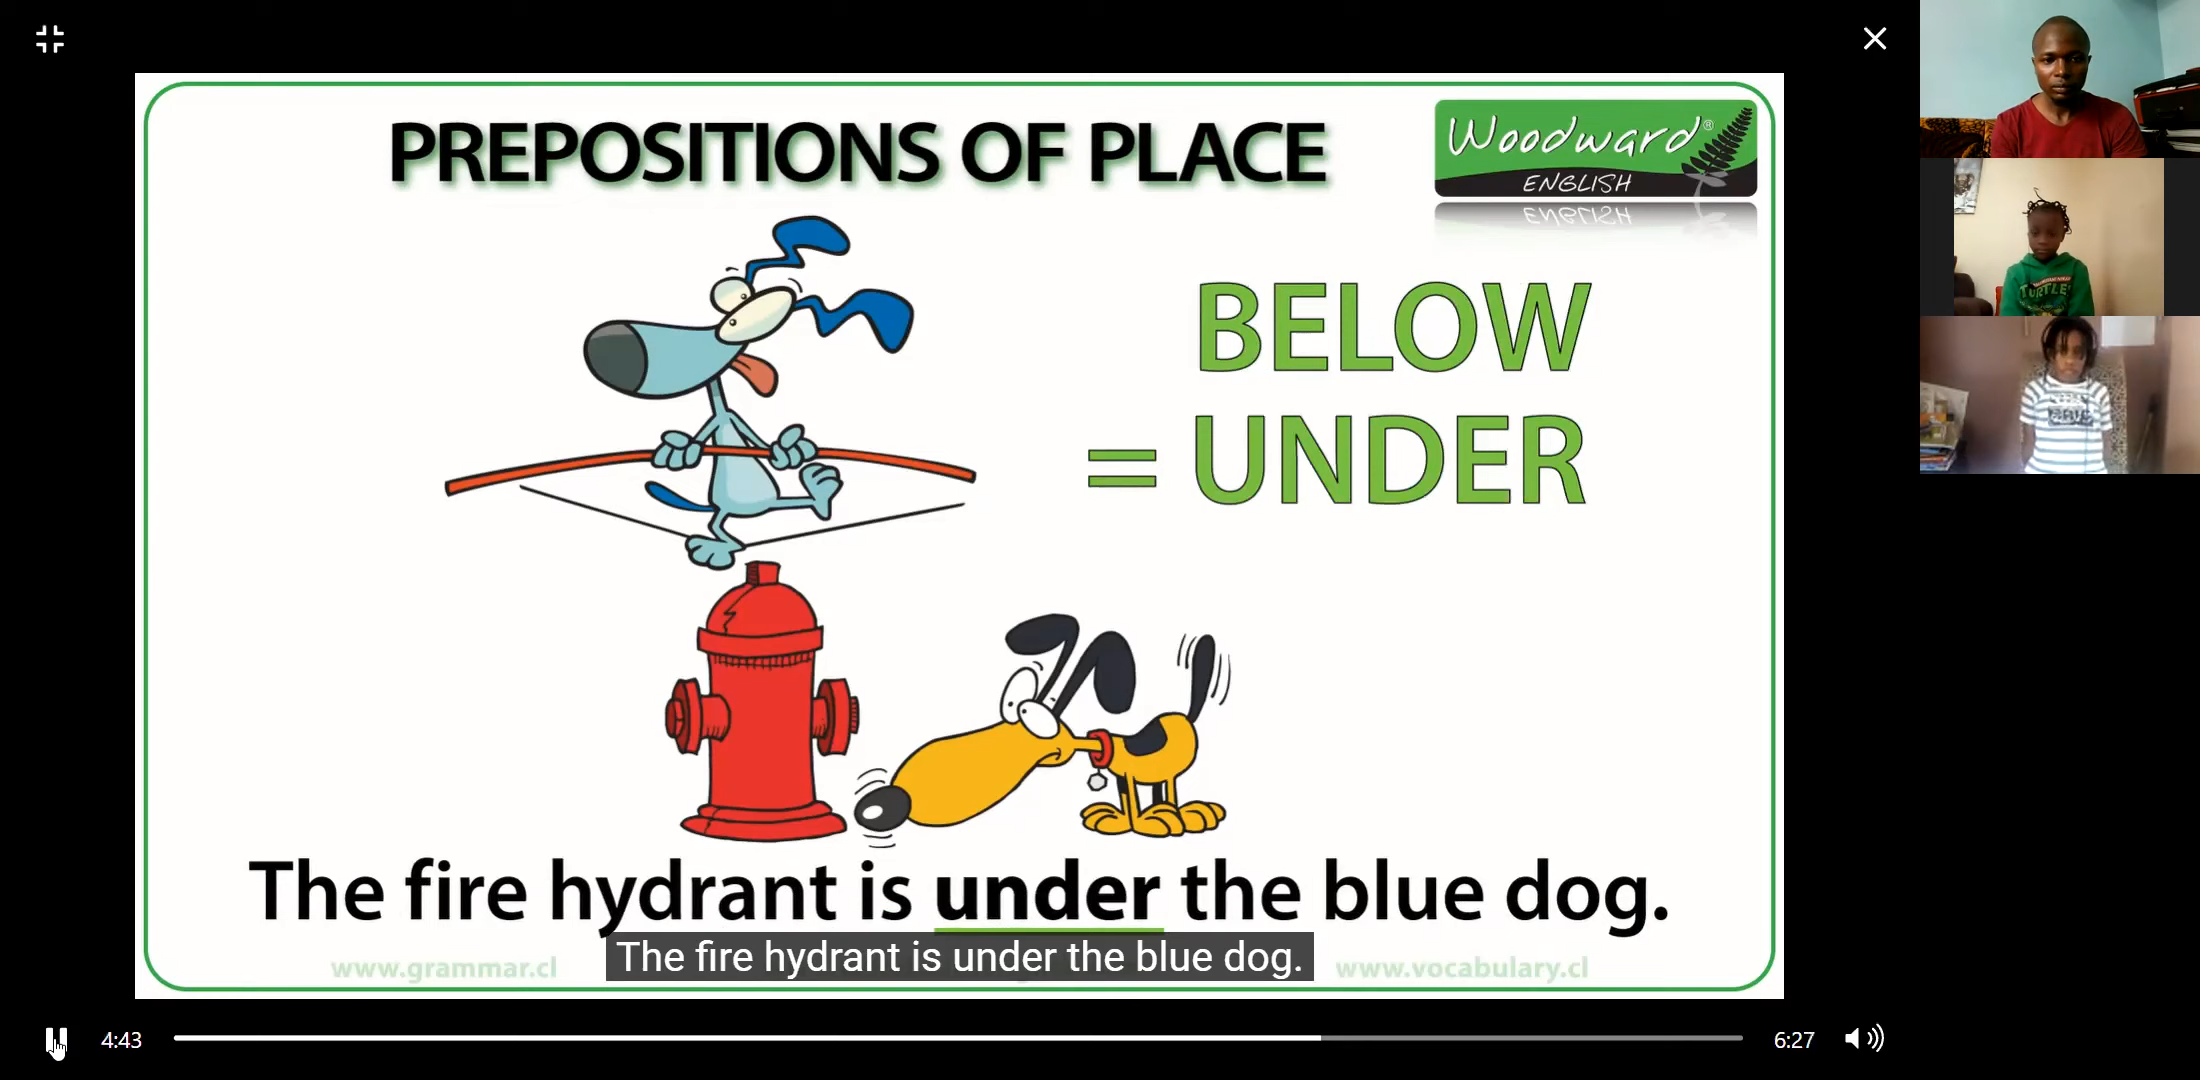 PREPOSITIONS OF PLACE
Woodward®
ENGLISH
BELOW
= UNDER
The fire hydrant is under the blue dog.
The fire hydrant is under the blue dog.
www.grammar.cl
www.vocabulary.cl
4:43
6:27
TURTLE